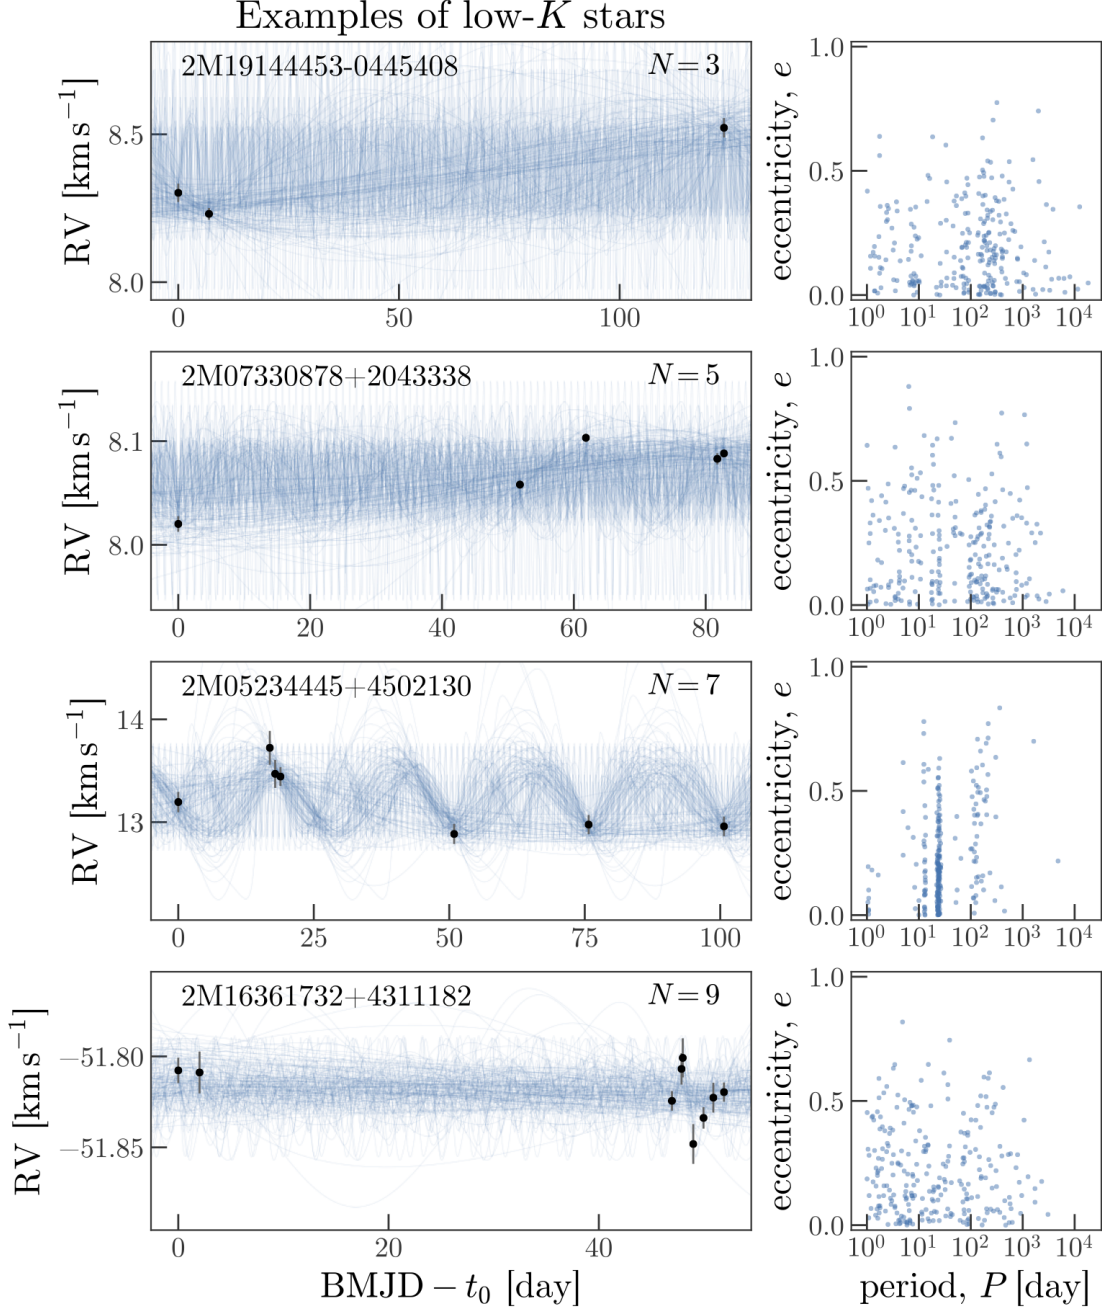 Examples of low-K stars
2M19144453-0445408 N = 3
RV [km s⁻¹]
8.5
8.0
0 50 100
eccentricity, e
1.0
0.5
0.0
10⁰ 10¹ 10² 10³ 10⁴
2M07330878+2043338 N = 5
RV [km s⁻¹]
8.1
8.0
0 20 40 60 80
eccentricity, e
1.0
0.5
0.0
10⁰ 10¹ 10² 10³ 10⁴
2M05234445+4502130 N = 7
RV [km s⁻¹]
14
13
0 25 50 75 100
eccentricity, e
1.0
0.5
0.0
10⁰ 10¹ 10² 10³ 10⁴
2M16361732+4311182 N = 9
RV [km s⁻¹]
−51.80
−51.85
0 20 40
BMJD − t₀ [day]
eccentricity, e
1.0
0.5
0.0
10⁰ 10¹ 10² 10³ 10⁴
period, P [day]